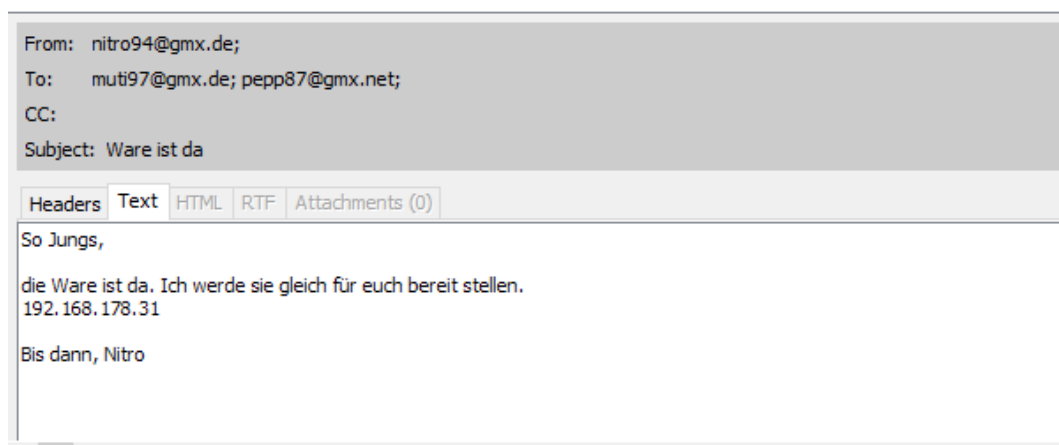 From: nitro94@gmx.de;
To: muti97@gmx.de; pepp87@gmx.net;
CC:
Subject: Ware ist da
Headers Text HTML RTF Attachments (0)
So Jungs,
die Ware ist da. Ich werde sie gleich für euch bereit stellen.
192.168.178.31
Bis dann, Nitro